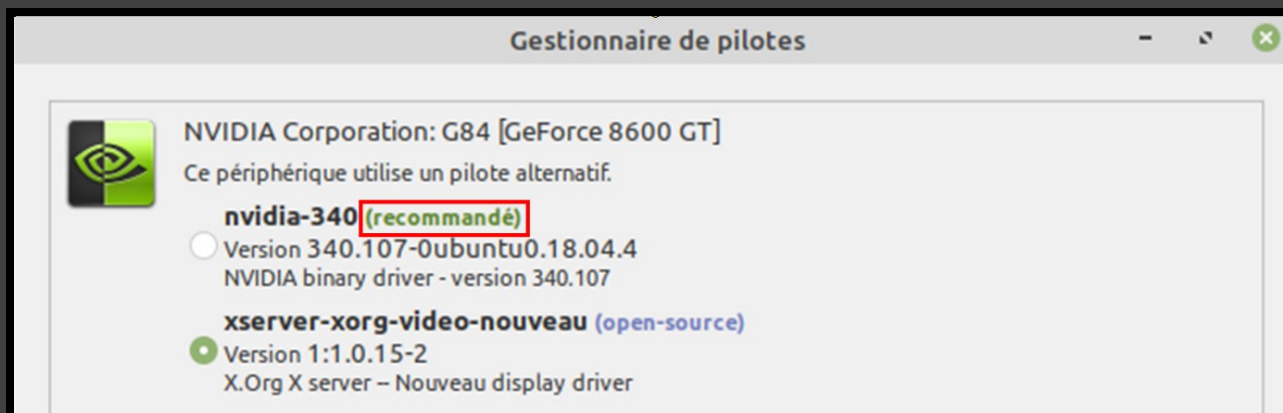 Gestionnaire de pilotes
NVIDIA Corporation: G84 [GeForce 8600 GT]
Ce périphérique utilise un pilote alternatif.
nvidia-340 (recommandé)
Version 340.107-0ubuntu0.18.04.4
NVIDIA binary driver - version 340.107
xserver-xorg-video-nouveau (open-source)
Version 1:1.0.15-2
X.Org X server -- Nouveau display driver